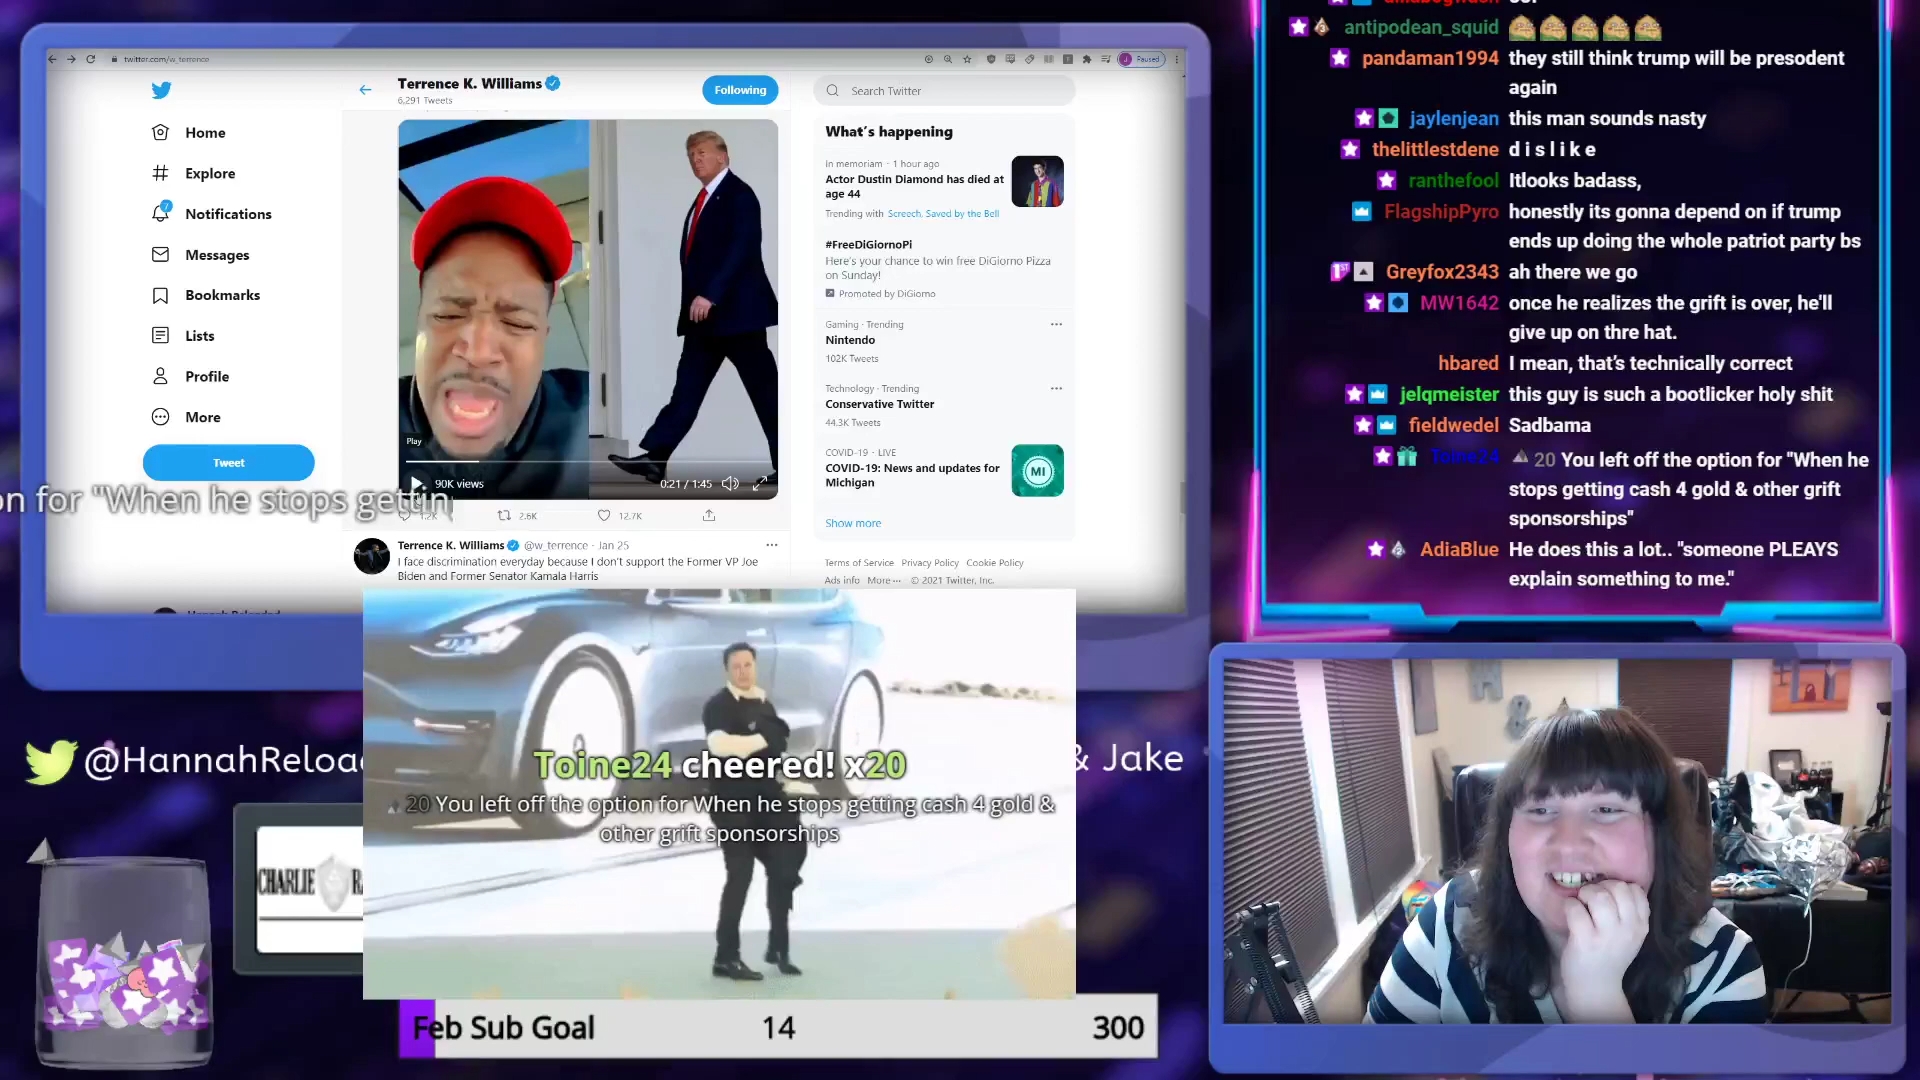 twitter.com/w_terrence
Paused
Terrence K. Williams
6,291 Tweets
Following
Search Twitter
Home
Explore
7
Notifications
Messages
Bookmarks
Lists
Profile
More
Tweet
Play
90K views
0:21 / 1:45
1.2K
2.6K
12.7K
Terrence K. Williams @w_terrence · Jan 25
I face discrimination everyday because I don't support the Former VP Joe
Biden and Former Senator Kamala Harris
What's happening
In memoriam · 1 hour ago
Actor Dustin Diamond has died at
age 44
Trending with Screech, Saved by the Bell
#FreeDiGiornoPi
Here's your chance to win free DiGiorno Pizza
on Sunday!
Promoted by DiGiorno
Gaming · Trending
Nintendo
102K Tweets
Technology · Trending
Conservative Twitter
44.3K Tweets
COVID-19 · LIVE
COVID-19: News and updates for
Michigan
MI
Show more
Terms of Service Privacy Policy Cookie Policy
Ads info More ··· © 2021 Twitter, Inc.
on for "When he stops gettin
antipodean_squid
pandaman1994 they still think trump will be presodent
again
jaylenjean this man sounds nasty
thelittlestdene d i s l i k e
ranthefool Itlooks badass,
FlagshipPyro honestly its gonna depend on if trump
ends up doing the whole patriot party bs
Greyfox2343 ah there we go
MW1642 once he realizes the grift is over, he'll
give up on thre hat.
hbared I mean, that's technically correct
jelqmeister this guy is such a bootlicker holy shit
fieldwedel Sadbama
Toine24 20 You left off the option for "When he
stops getting cash 4 gold & other grift
sponsorships"
AdiaBlue He does this a lot.. "someone PLEAYS
explain something to me."
@HannahReloa
& Jake
Toine24 cheered! x20
20 You left off the option for When he stops getting cash 4 gold &
other grift sponsorships
CHARLIE
Feb Sub Goal 14 300